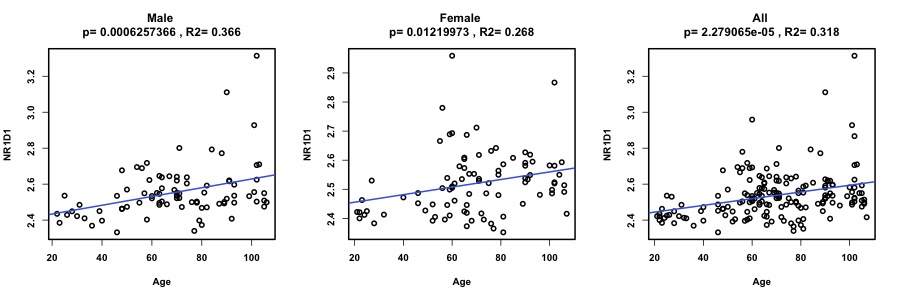 Male
p= 0.0006257366 , R2= 0.366
NR1D1
2.4 2.6 2.8 3.0 3.2
20 40 60 80 100
Age
Female
p= 0.01219973 , R2= 0.268
NR1D1
2.4 2.5 2.6 2.7 2.8 2.9
20 40 60 80 100
Age
All
p= 2.279065e-05 , R2= 0.318
NR1D1
2.4 2.6 2.8 3.0 3.2
20 40 60 80 100
Age